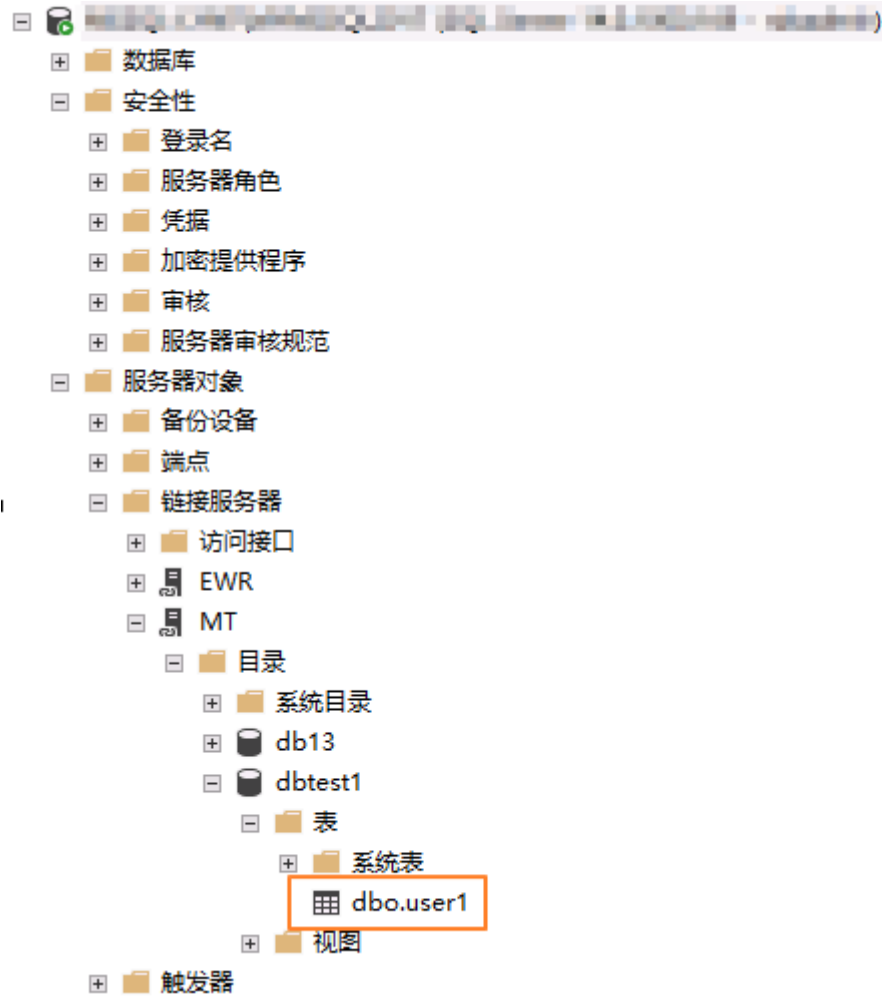 数据库
安全性
登录名
服务器角色
凭据
加密提供程序
审核
服务器审核规范
服务器对象
备份设备
端点
链接服务器
访问接口
EWR
MT
目录
系统目录
db13
dbtest1
表
系统表
dbo.user1
视图
触发器